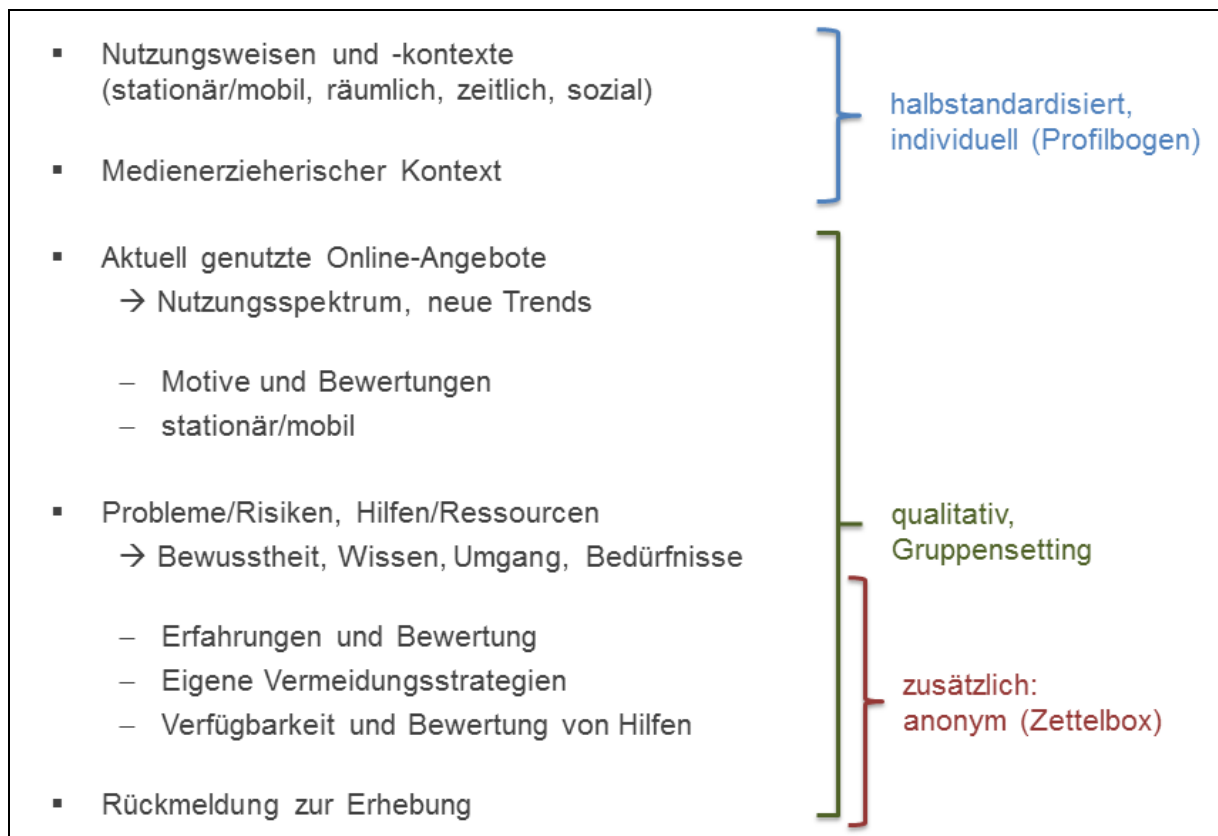 ▪ Nutzungsweisen und -kontexte
(stationär/mobil, räumlich, zeitlich, sozial)
halbstandardisiert,
individuell (Profilbogen)
▪ Medienerzieherischer Kontext
▪ Aktuell genutzte Online-Angebote
→ Nutzungsspektrum, neue Trends
– Motive und Bewertungen
– stationär/mobil
▪ Probleme/Risiken, Hilfen/Ressourcen
→ Bewusstheit, Wissen, Umgang, Bedürfnisse
qualitativ,
Gruppensetting
– Erfahrungen und Bewertung
– Eigene Vermeidungsstrategien
– Verfügbarkeit und Bewertung von Hilfen
zusätzlich:
anonym (Zettelbox)
▪ Rückmeldung zur Erhebung